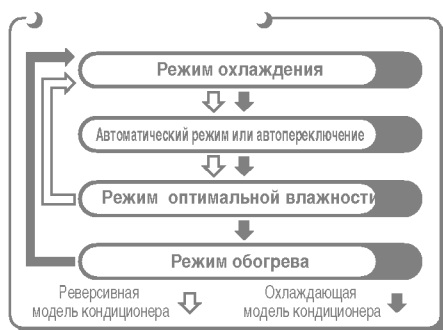 Режим охлаждения
Автоматический режим или автопереключение
Режим оптимальной влажности
Режим обогрева
Реверсивная
модель кондиционера
Охлаждающая
модель кондиционера